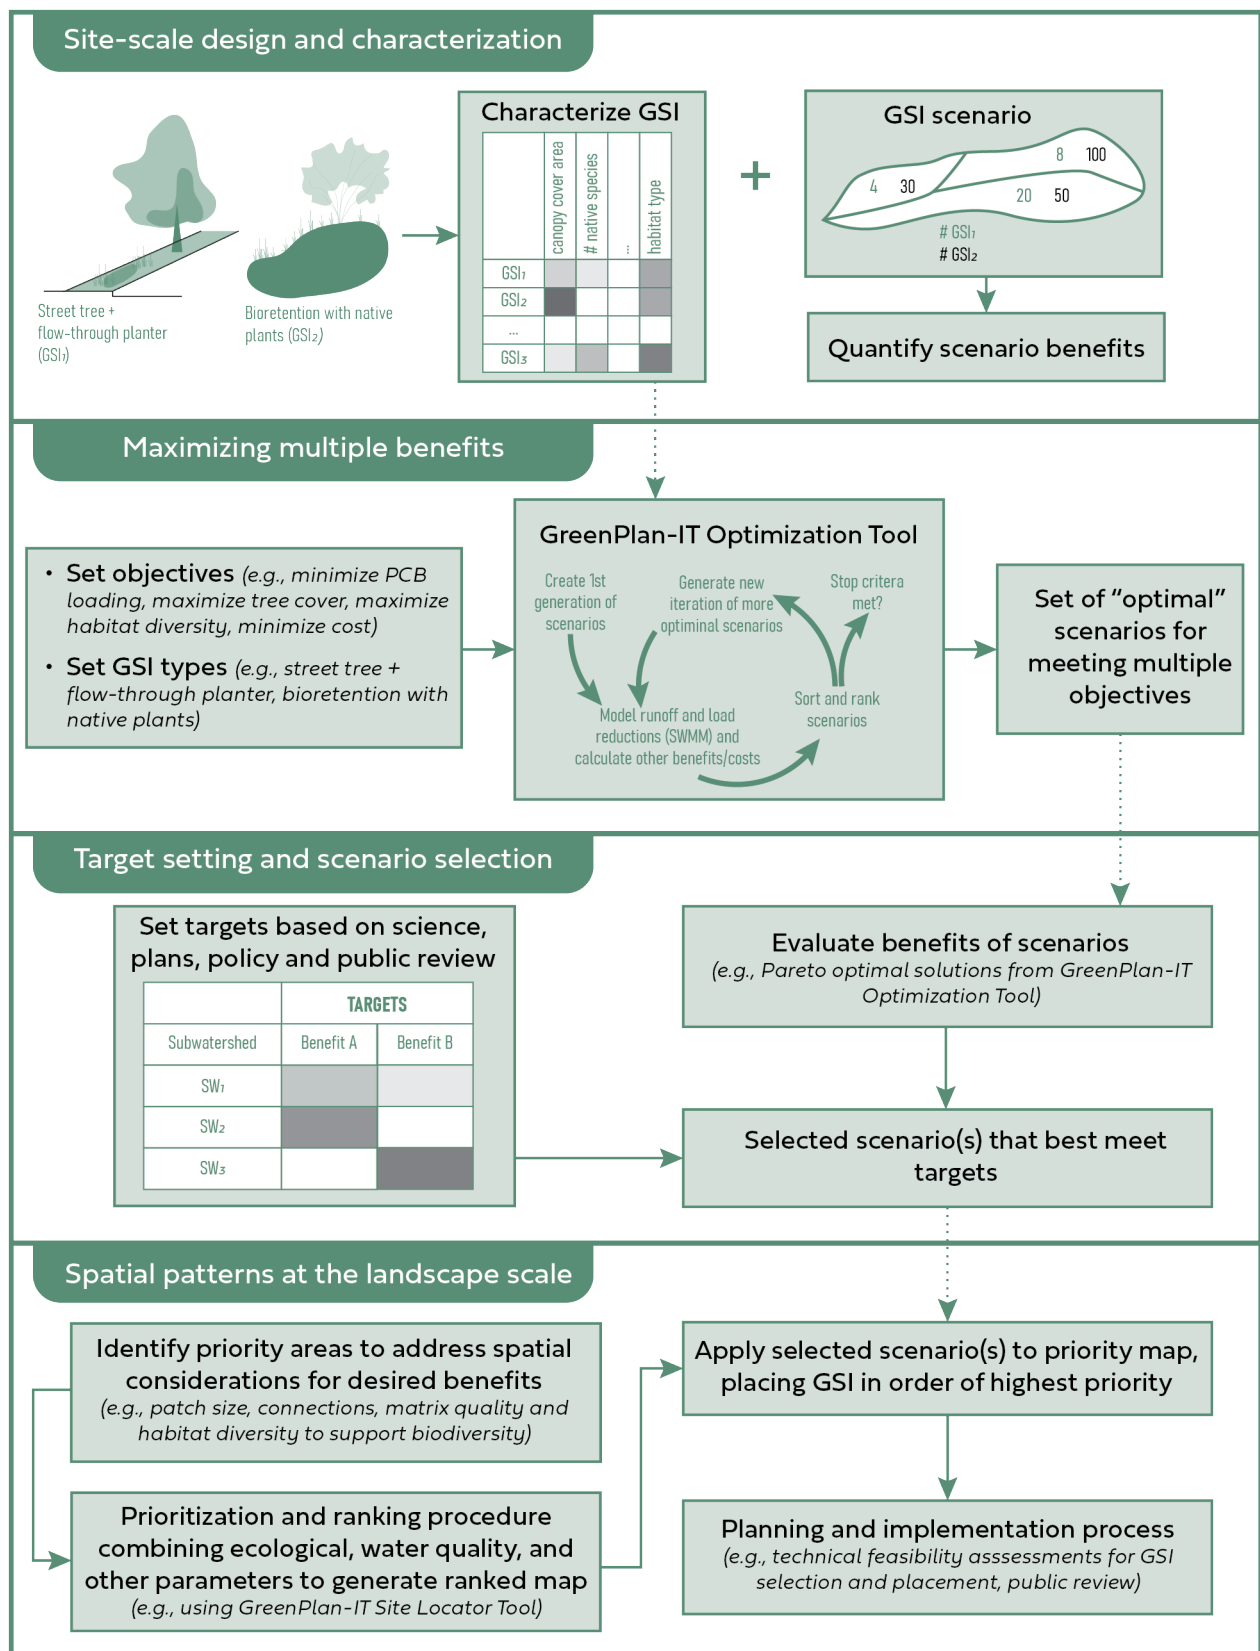 Site-scale design and characterization
Street tree +
flow-through planter
(GSI₁)
Bioretention with native
plants (GSI₂)
Characterize GSI
canopy cover area
# native species
...
habitat type
GSI₁
GSI₂
...
GSI₃
+
GSI scenario
4 30
8 100
20 50
# GSI₁
# GSI₂
Quantify scenario benefits
Maximizing multiple benefits
• Set objectives (e.g., minimize PCB
loading, maximize tree cover, maximize
habitat diversity, minimize cost)
• Set GSI types (e.g., street tree +
flow-through planter, bioretention with
native plants)
GreenPlan-IT Optimization Tool
Create 1st
generation of
scenarios
Generate new
iteration of more
optiminal scenarios
Stop critera
met?
Model runoff and load
reductions (SWMM) and
calculate other benefits/costs
Sort and rank
scenarios
Set of “optimal”
scenarios for
meeting multiple
objectives
Target setting and scenario selection
Set targets based on science,
plans, policy and public review
TARGETS
Subwatershed Benefit A Benefit B
SW₁
SW₂
SW₃
Evaluate benefits of scenarios
(e.g., Pareto optimal solutions from GreenPlan-IT
Optimization Tool)
Selected scenario(s) that best meet
targets
Spatial patterns at the landscape scale
Identify priority areas to address spatial
considerations for desired benefits
(e.g., patch size, connections, matrix quality and
habitat diversity to support biodiversity)
Prioritization and ranking procedure
combining ecological, water quality, and
other parameters to generate ranked map
(e.g., using GreenPlan-IT Site Locator Tool)
Apply selected scenario(s) to priority map,
placing GSI in order of highest priority
Planning and implementation process
(e.g., technical feasibility asssessments for GSI
selection and placement, public review)